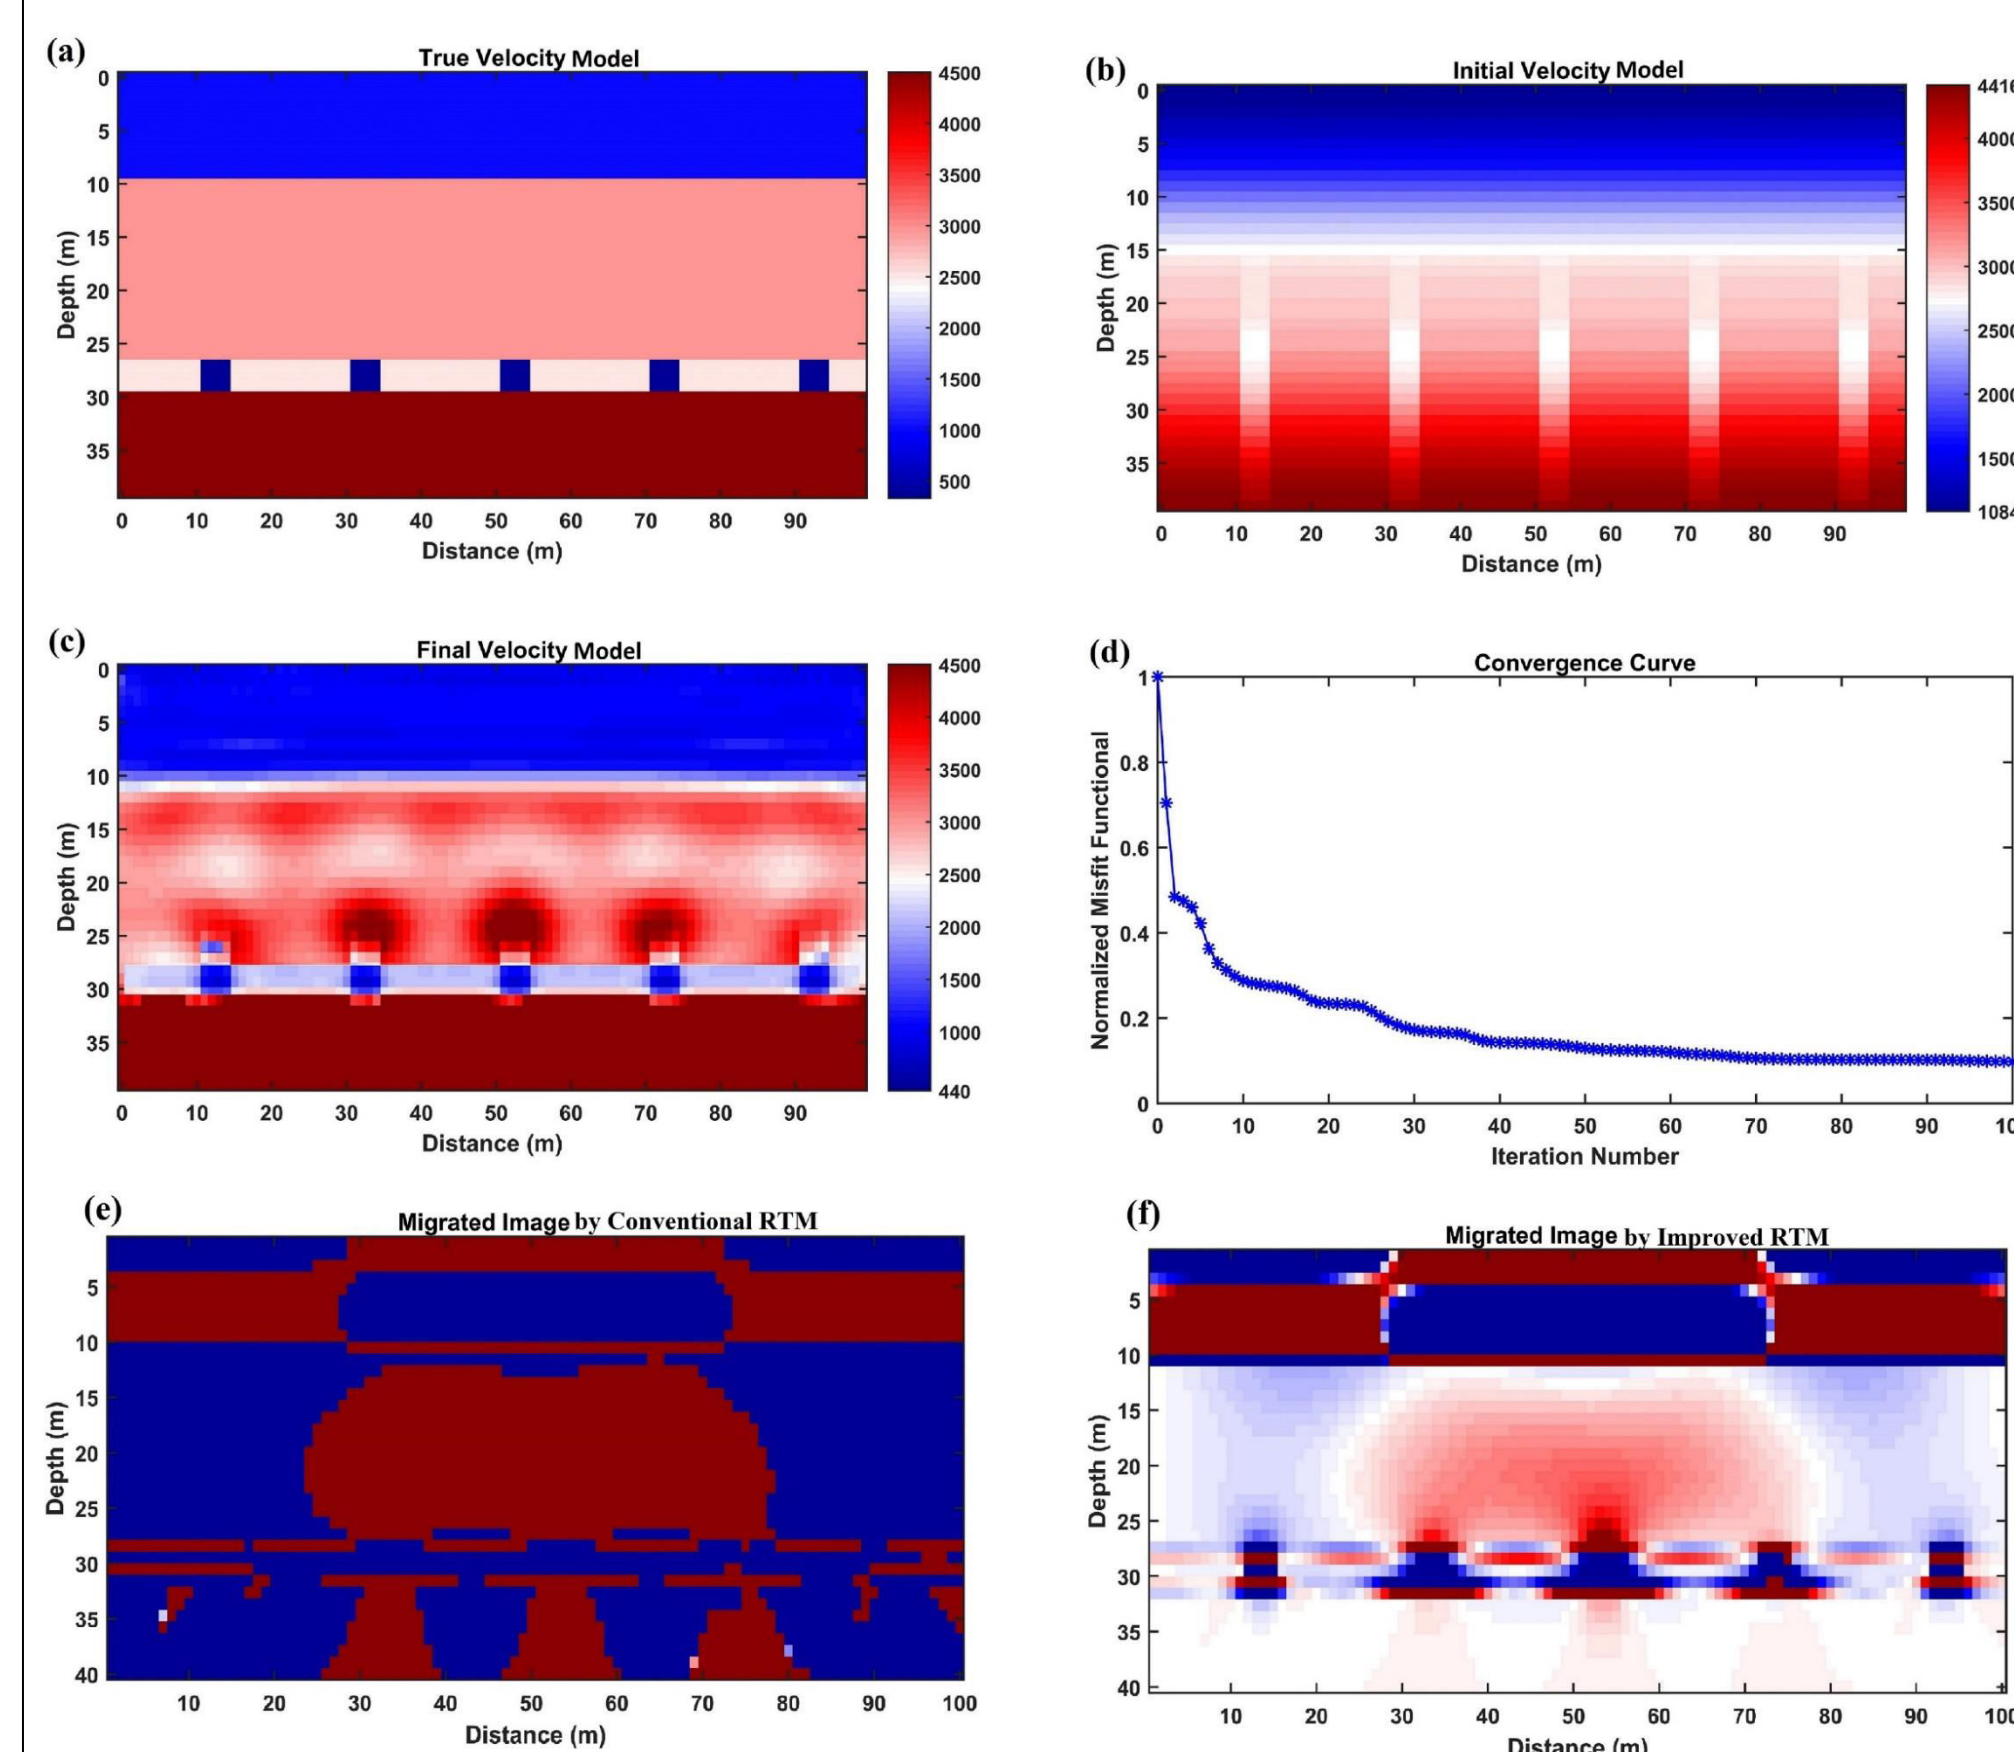 (a)
True Velocity Model
0
5
10
15
20
25
30
35
Depth (m)
0 10 20 30 40 50 60 70 80 90
Distance (m)
4500
4000
3500
3000
2500
2000
1500
1000
500
(b)
Initial Velocity Model
0
5
10
15
20
25
30
35
Depth (m)
0 10 20 30 40 50 60 70 80 90
Distance (m)
4416
4000
3500
3000
2500
2000
1500
1084
(c)
Final Velocity Model
0
5
10
15
20
25
30
35
Depth (m)
0 10 20 30 40 50 60 70 80 90
Distance (m)
4500
4000
3500
3000
2500
2000
1500
1000
440
(d)
Convergence Curve
1
0.8
0.6
0.4
0.2
0
Normalized Misfit Functional
0 10 20 30 40 50 60 70 80 90 10
Iteration Number
(e)
Migrated Image by Conventional RTM
5
10
15
20
25
30
35
40
Depth (m)
10 20 30 40 50 60 70 80 90 100
Distance (m)
(f)
Migrated Image by Improved RTM
5
10
15
20
25
30
35
40
Depth (m)
10 20 30 40 50 60 70 80 90 100
Distance (m)